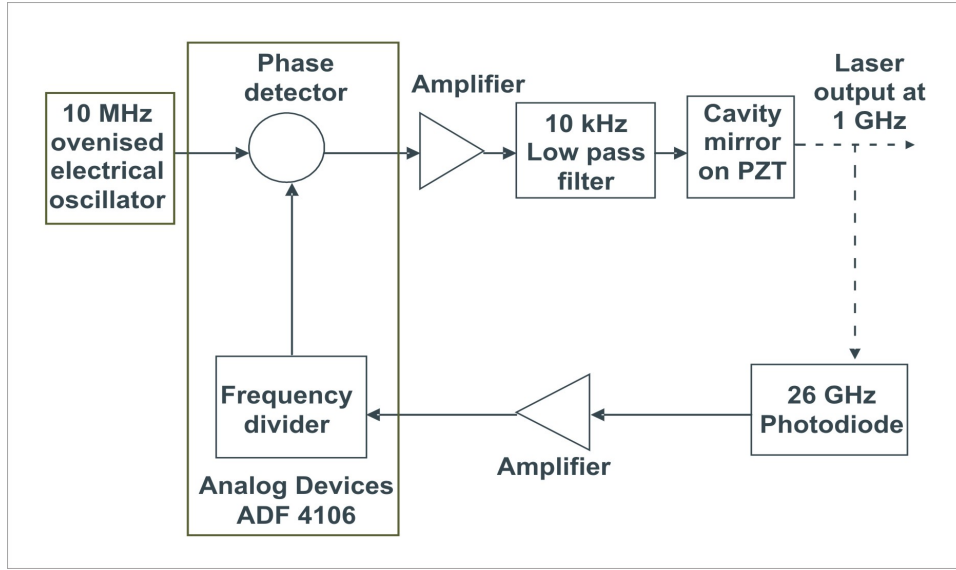 10 MHz
ovenised
electrical
oscillator
Phase
detector
Amplifier
10 kHz
Low pass
filter
Cavity
mirror
on PZT
Laser
output at
1 GHz
26 GHz
Photodiode
Amplifier
Frequency
divider
Analog Devices
ADF 4106